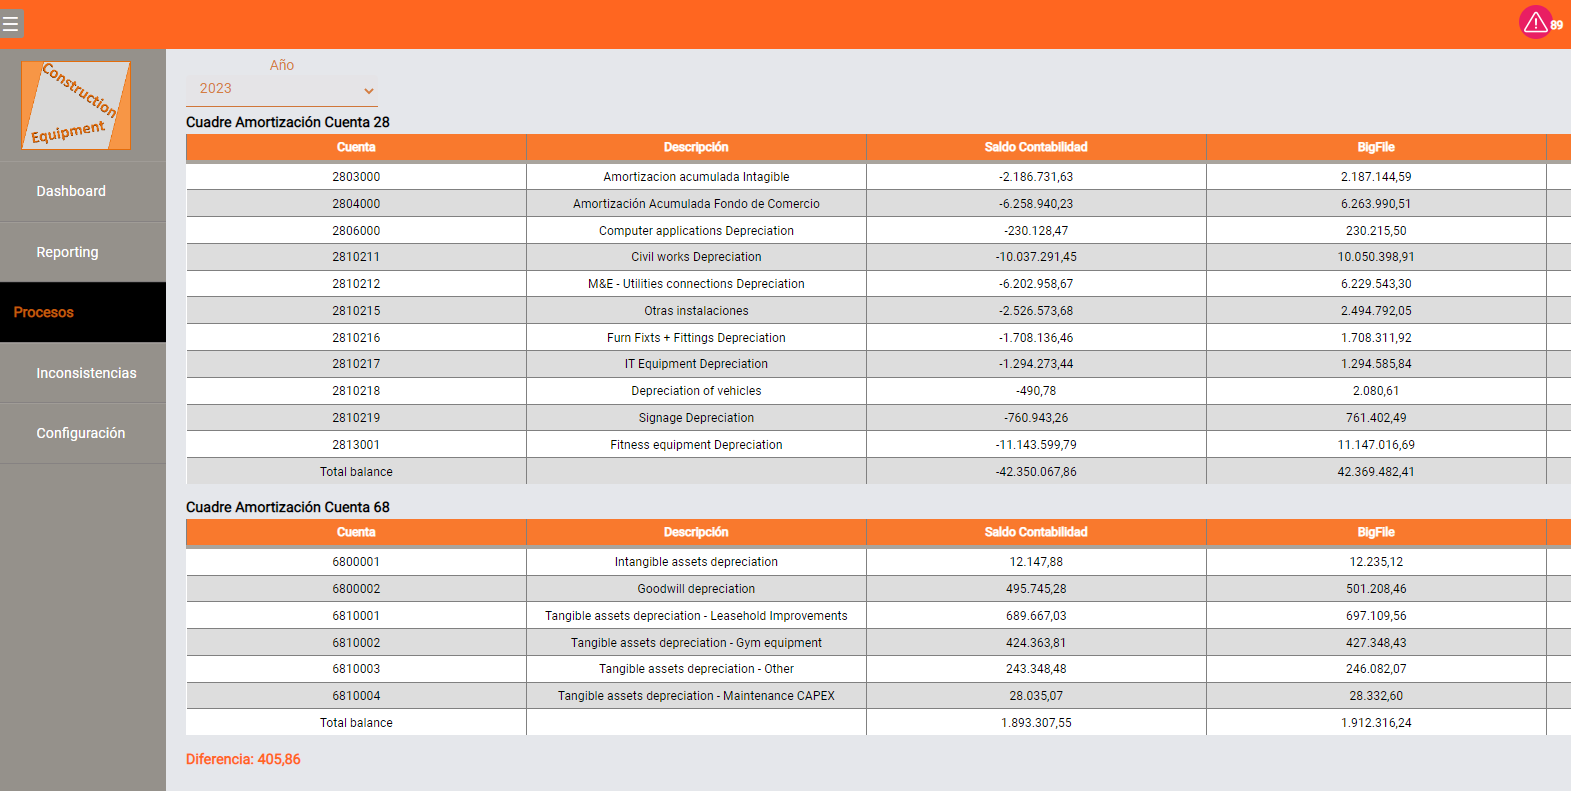 89
Construction
Equipment
Dashboard
Reporting
Procesos
Inconsistencias
Configuración
Año
2023
Cuadre Amortización Cuenta 28
Cuenta Descripción Saldo Contabilidad BigFile
2803000 Amortizacion acumulada Intagible -2.186.731,63 2.187.144,59
2804000 Amortización Acumulada Fondo de Comercio -6.258.940,23 6.263.990,51
2806000 Computer applications Depreciation -230.128,47 230.215,50
2810211 Civil works Depreciation -10.037.291,45 10.050.398,91
2810212 M&E - Utilities connections Depreciation -6.202.958,67 6.229.543,30
2810215 Otras instalaciones -2.526.573,68 2.494.792,05
2810216 Furn Fixts + Fittings Depreciation -1.708.136,46 1.708.311,92
2810217 IT Equipment Depreciation -1.294.273,44 1.294.585,84
2810218 Depreciation of vehicles -490,78 2.080,61
2810219 Signage Depreciation -760.943,26 761.402,49
2813001 Fitness equipment Depreciation -11.143.599,79 11.147.016,69
Total balance -42.350.067,86 42.369.482,41
Cuadre Amortización Cuenta 68
Cuenta Descripción Saldo Contabilidad BigFile
6800001 Intangible assets depreciation 12.147,88 12.235,12
6800002 Goodwill depreciation 495.745,28 501.208,46
6810001 Tangible assets depreciation - Leasehold Improvements 689.667,03 697.109,56
6810002 Tangible assets depreciation - Gym equipment 424.363,81 427.348,43
6810003 Tangible assets depreciation - Other 243.348,48 246.082,07
6810004 Tangible assets depreciation - Maintenance CAPEX 28.035,07 28.332,60
Total balance 1.893.307,55 1.912.316,24
Diferencia: 405,86